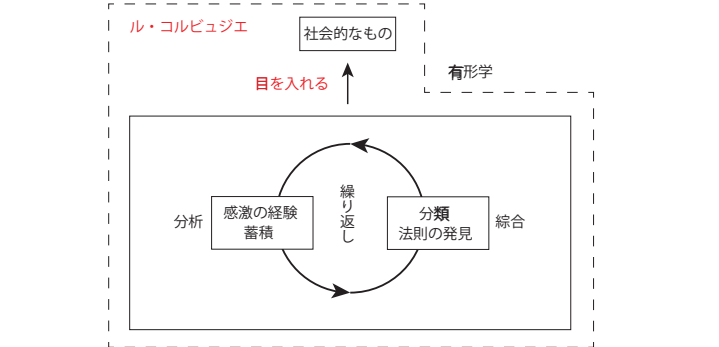 ル・コルビュジエ
社会的なもの
有形学
目を入れる
分析
感激の経験
蓄積
繰り返し
分類
法則の発見
綜合